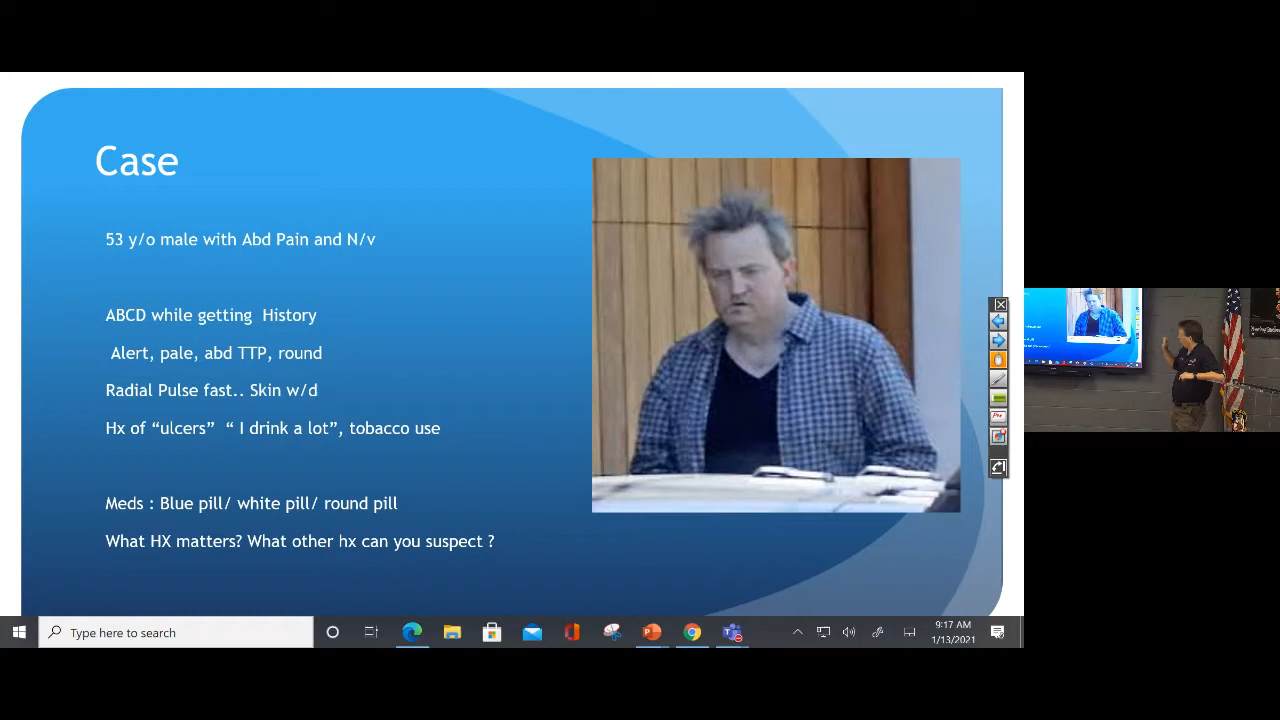 Case
53 y/o male with Abd Pain and N/v
ABCD while getting  History
Alert, pale, abd TTP, round
Radial Pulse fast.. Skin w/d
Hx of “ulcers”  “ I drink a lot”, tobacco use
Meds : Blue pill/ white pill/ round pill
What HX matters? What other hx can you suspect ?
Type here to search
9:17 AM
1/13/2021